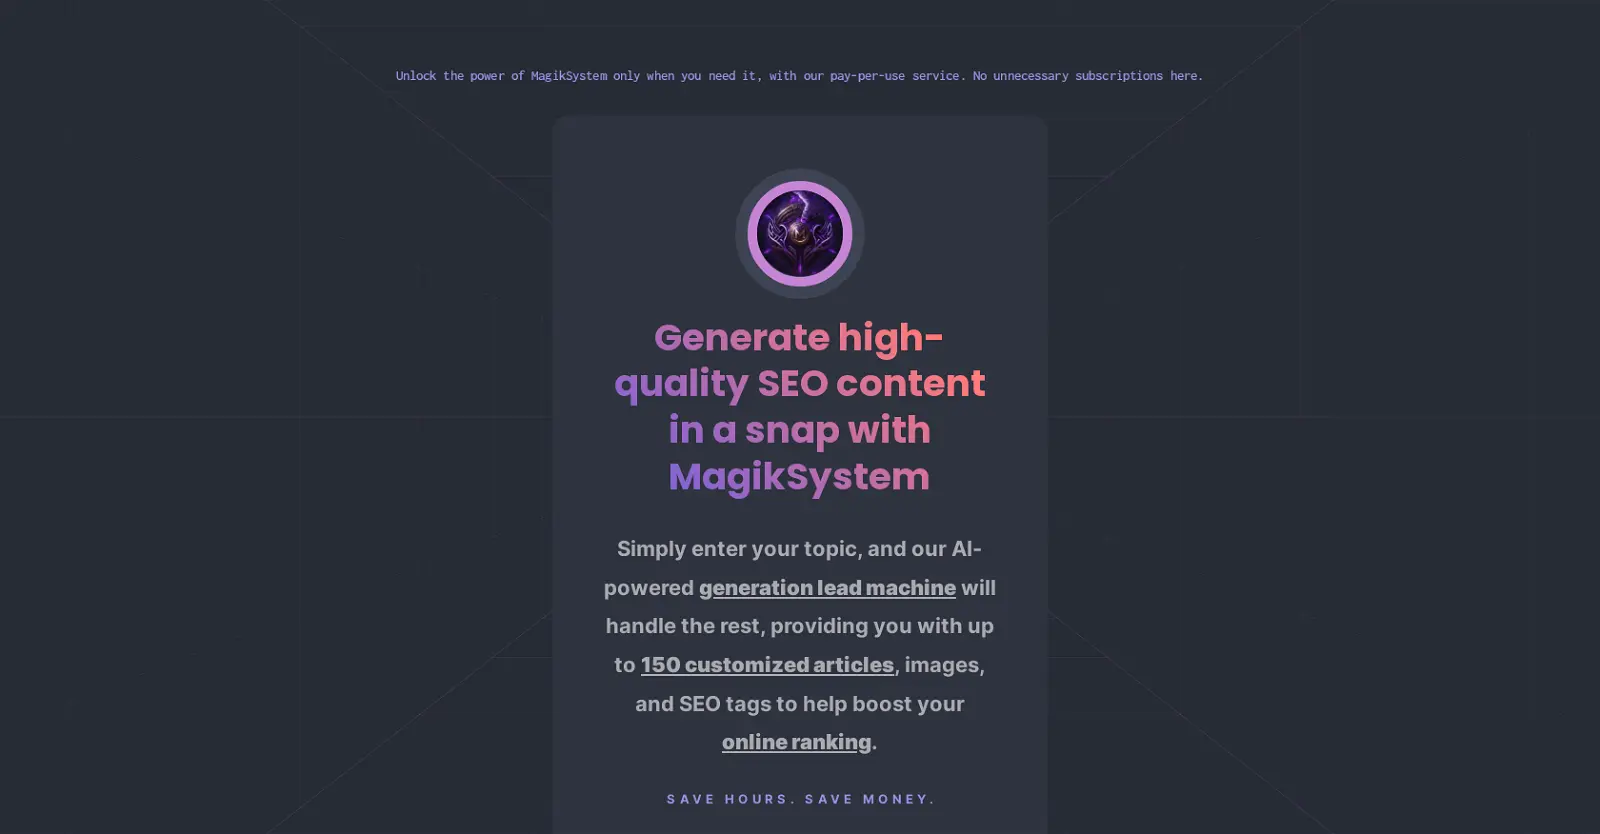 Unlock the power of MagikSystem only when you need it, with our pay-per-use service. No unnecessary subscriptions here.
Generate high-
quality SEO content
in a snap with
MagikSystem
Simply enter your topic, and our AI-
powered generation lead machine will
handle the rest, providing you with up
to 150 customized articles, images,
and SEO tags to help boost your
online ranking.
SAVE HOURS. SAVE MONEY.